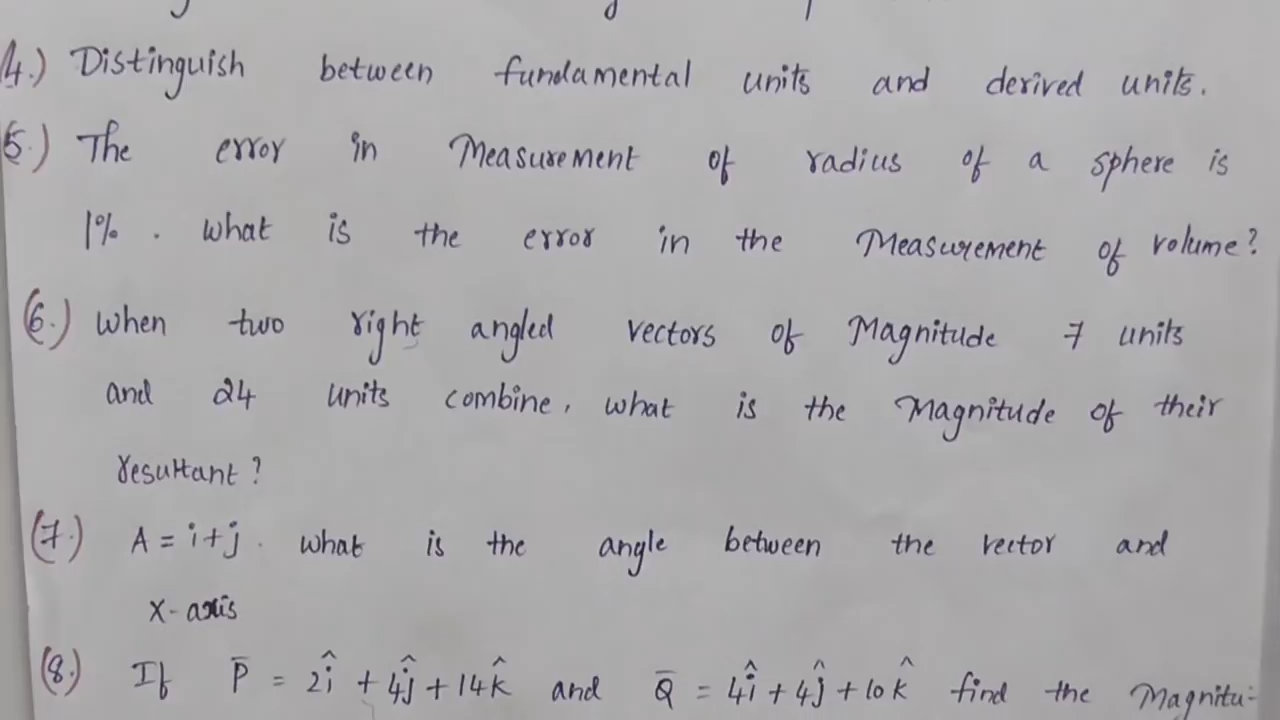 4.) Distinguish between fundamental units and derived units.
5.) The error in Measurement of radius of a sphere is
1% . what is the error in the Measurement of volume?
(6.) When two right angled vectors of Magnitude 7 units
and 24 units combine, what is the Magnitude of their
resultant?
(7.) A = i+j. what is the angle between the vector and
X-axis
(8.) If P̄ = 2î + 4ĵ + 14k̂ and Q̄ = 4î + 4ĵ + 10k̂ find the Magnitu-